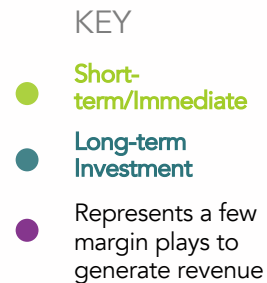 KEY
Short-
term/Immediate
Long-term
Investment
Represents a few
margin plays to
generate revenue